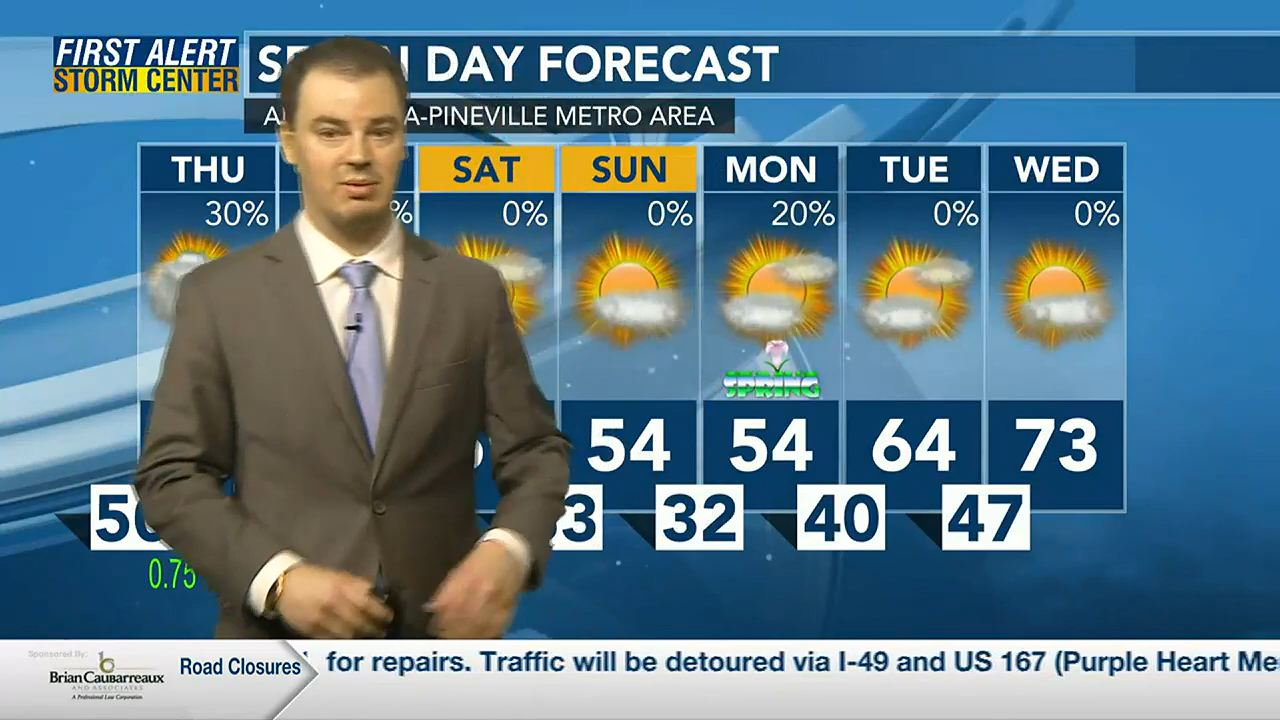 FIRST ALERT
STORM CENTER
DAY FORECAST
A-PINEVILLE METRO AREA
THU SAT SUN MON TUE WED
30% % 0% 0% 20% 0% 0%
SPRING
54 54 64 73
32 40 47
0.75
Sponsored By:
Brian Caubarreaux
AND ASSOCIATES
A Professional Law Corporation
Road Closures
for repairs. Traffic will be detoured via I-49 and US 167 (Purple Heart Me